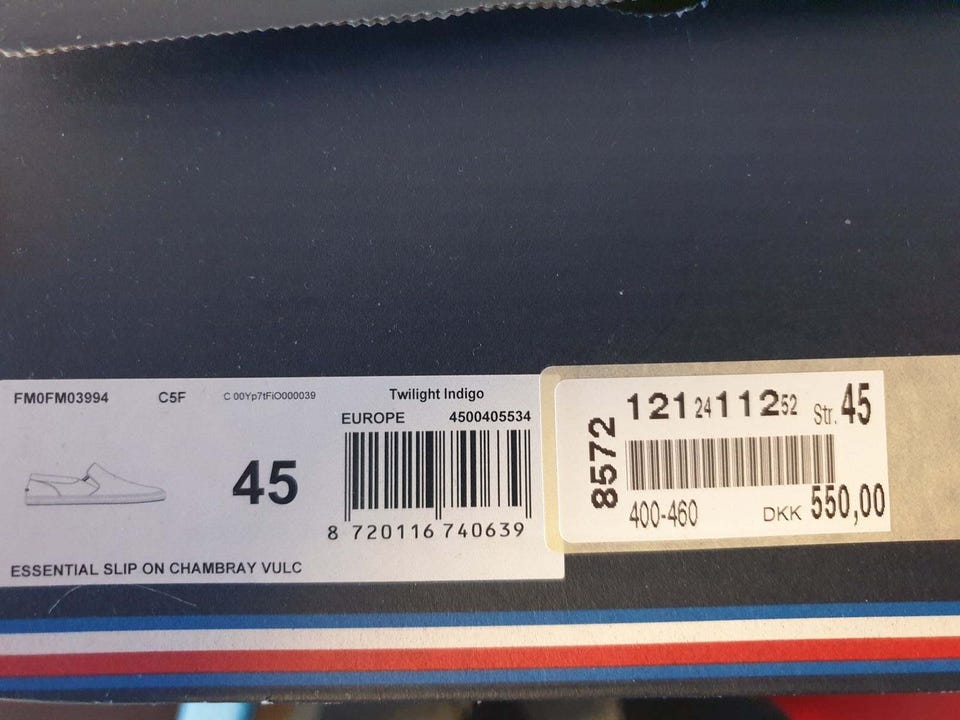 FM0FM03994 C5F C 00Yp7tFiO000039 Twilight Indigo
EUROPE 4500405534
45
8 720116 740639
ESSENTIAL SLIP ON CHAMBRAY VULC
8572
121 24 112 52 Str. 45
400-460 DKK 550,00